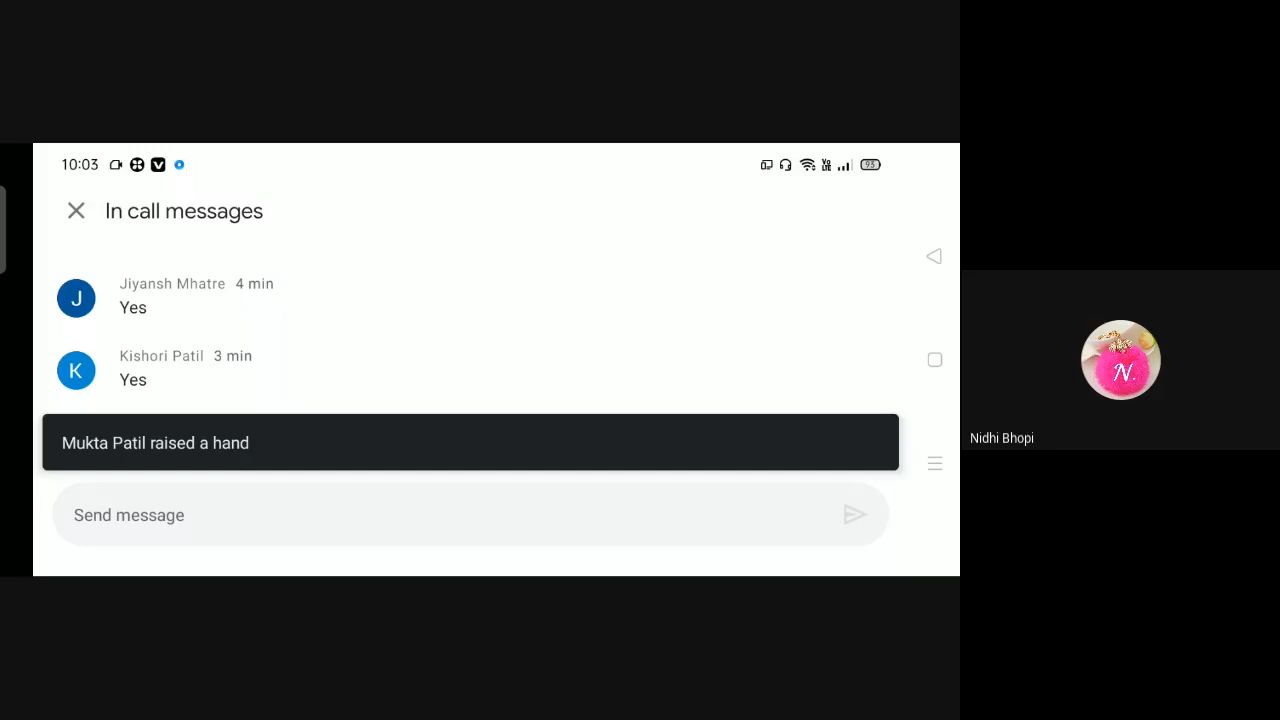 10:03
93
In call messages
Jiyansh Mhatre 4 min
Yes
Kishori Patil 3 min
Yes
Mukta Patil raised a hand
Send message
N.
Nidhi Bhopi